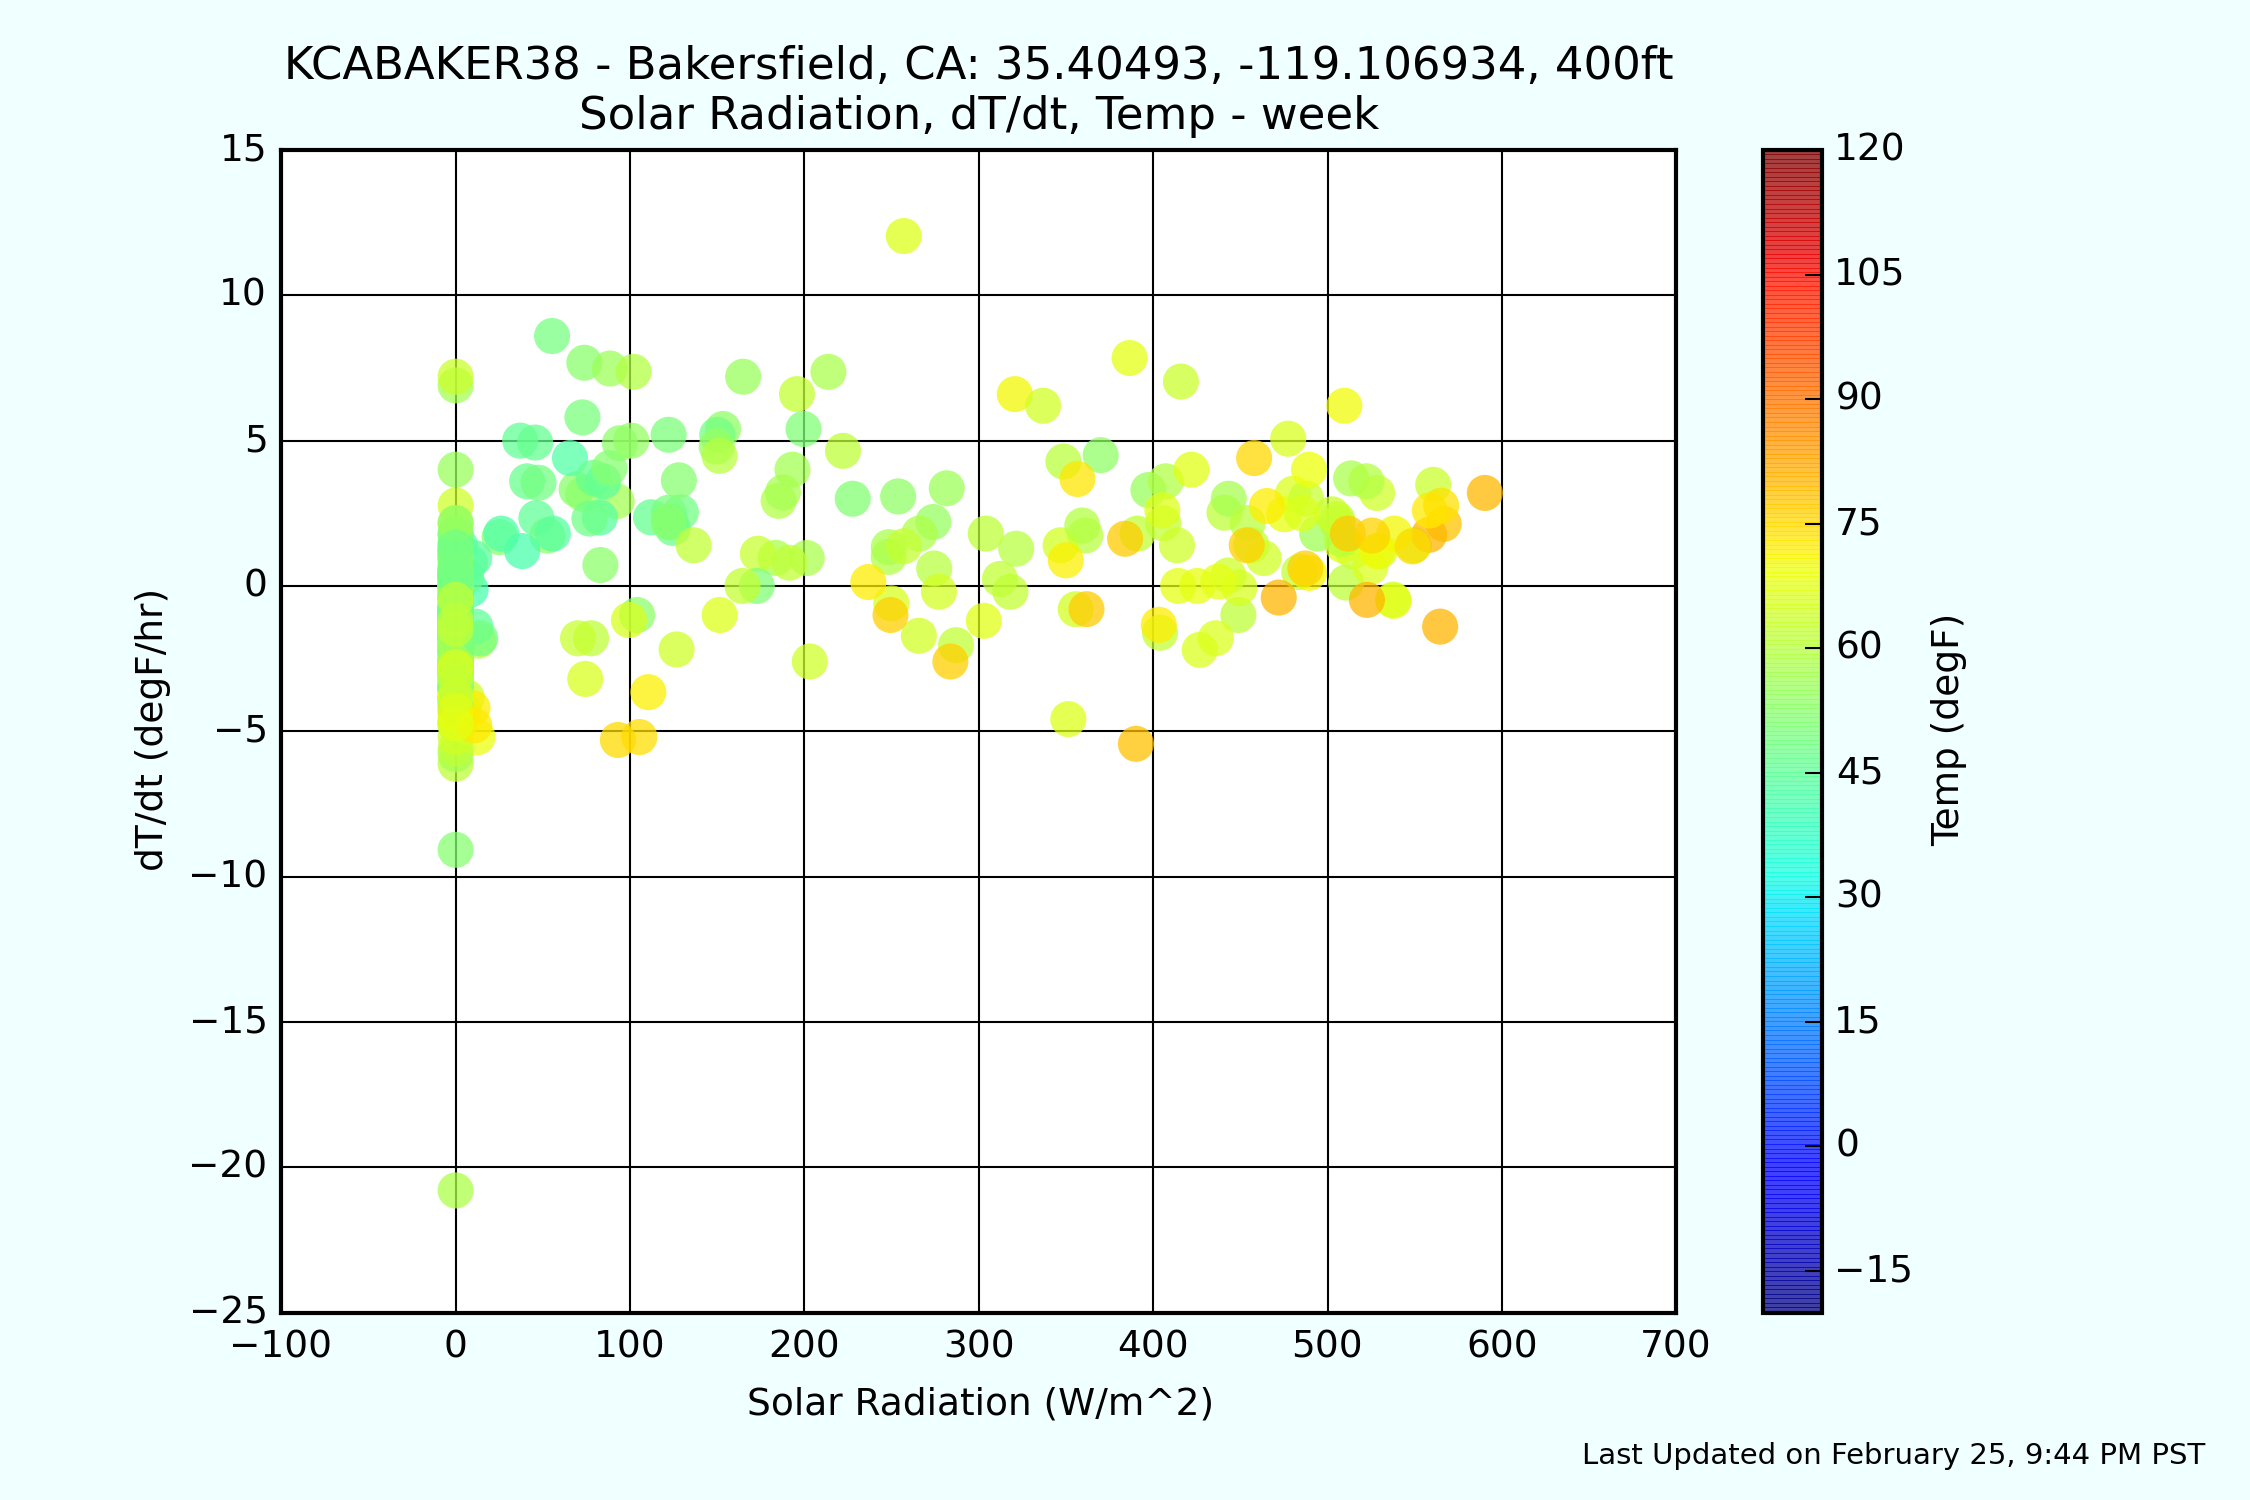 KCABAKER38 - Bakersfield, CA: 35.40493, -119.106934, 400ft
Solar Radiation, dT/dt, Temp - week
15
10
5
0
−5
−10
−15
−20
−25
dT/dt (degF/hr)
−100 0 100 200 300 400 500 600 700
Solar Radiation (W/m^2)
120
105
90
75
60
45
30
15
0
−15
Temp (degF)
Last Updated on February 25, 9:44 PM PST